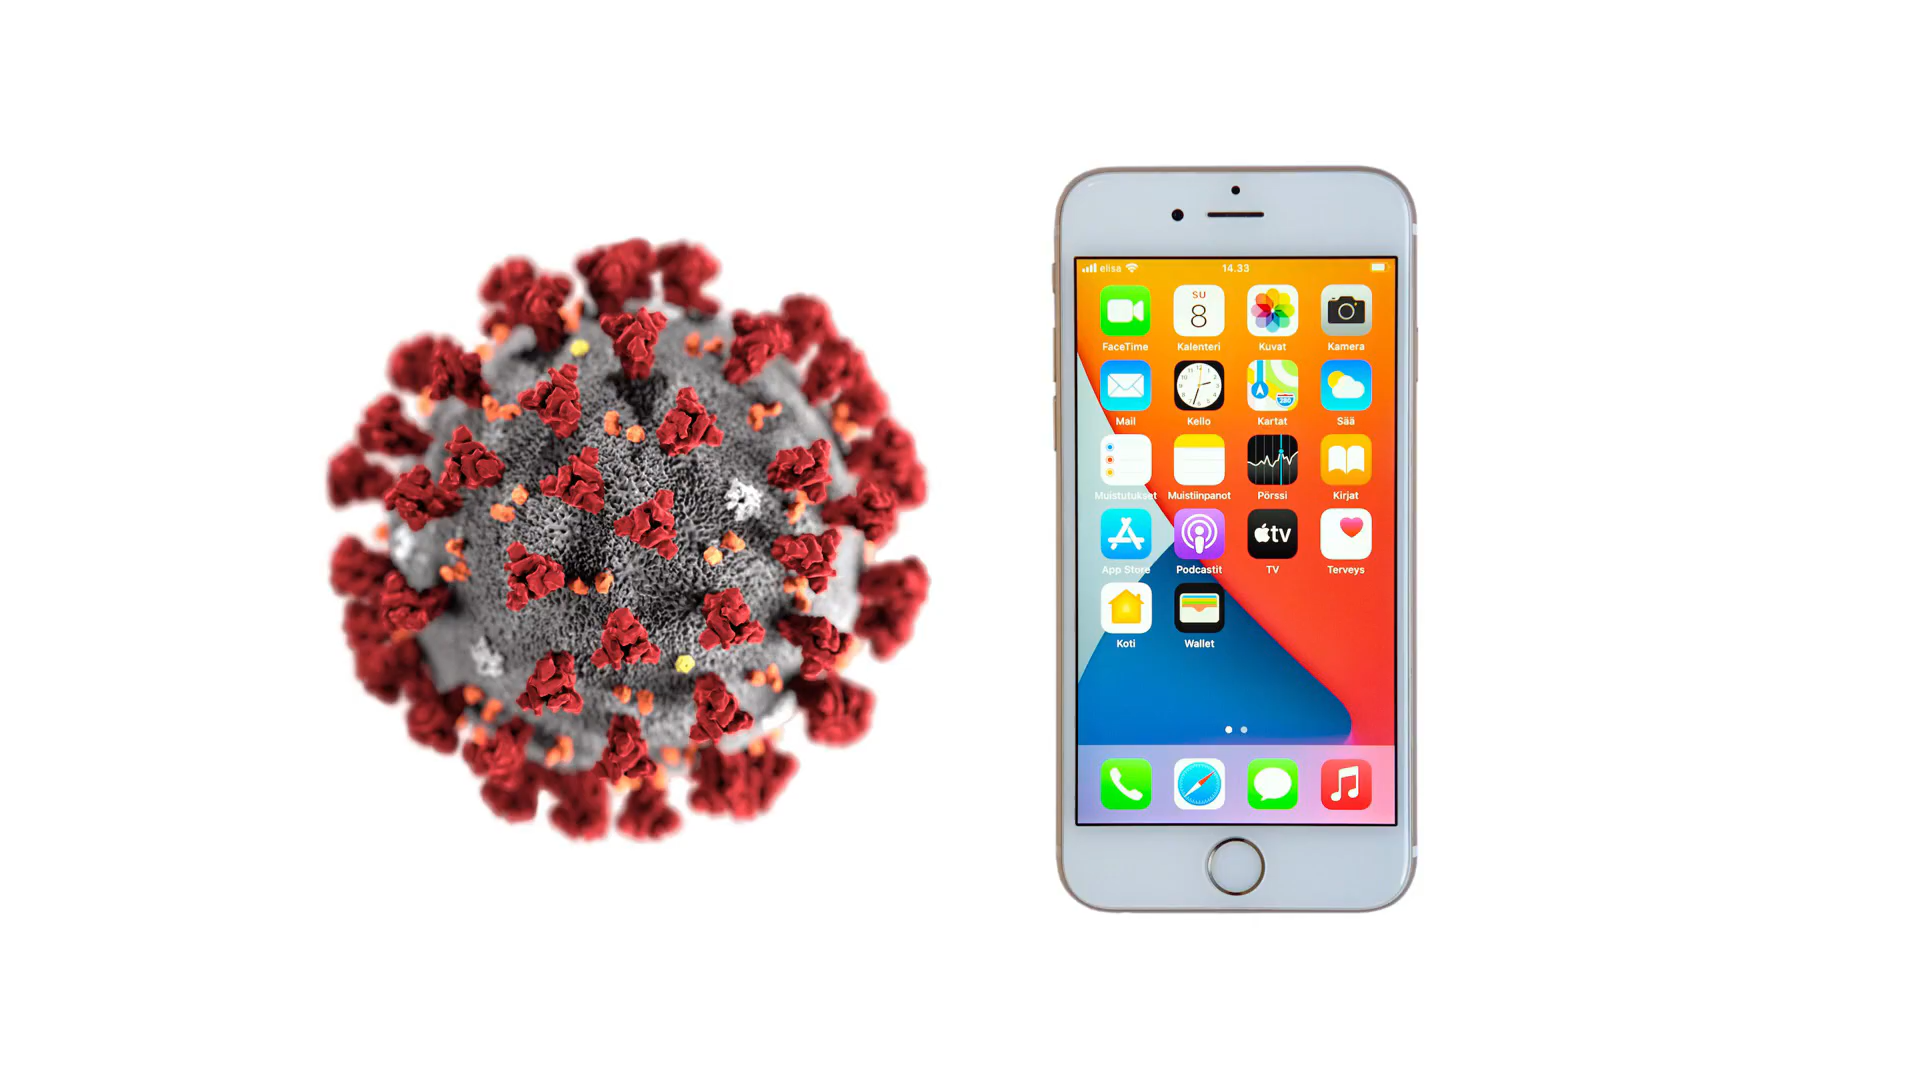 elisa
14.33
SU
8
FaceTime
Kalenteri
Kuvat
Kamera
Mail
Kello
Kartat
280
Sää
Muistutukset
Muistiinpanot
Pörssi
Kirjat
App Store
Podcastit
tv
TV
Terveys
Koti
Wallet